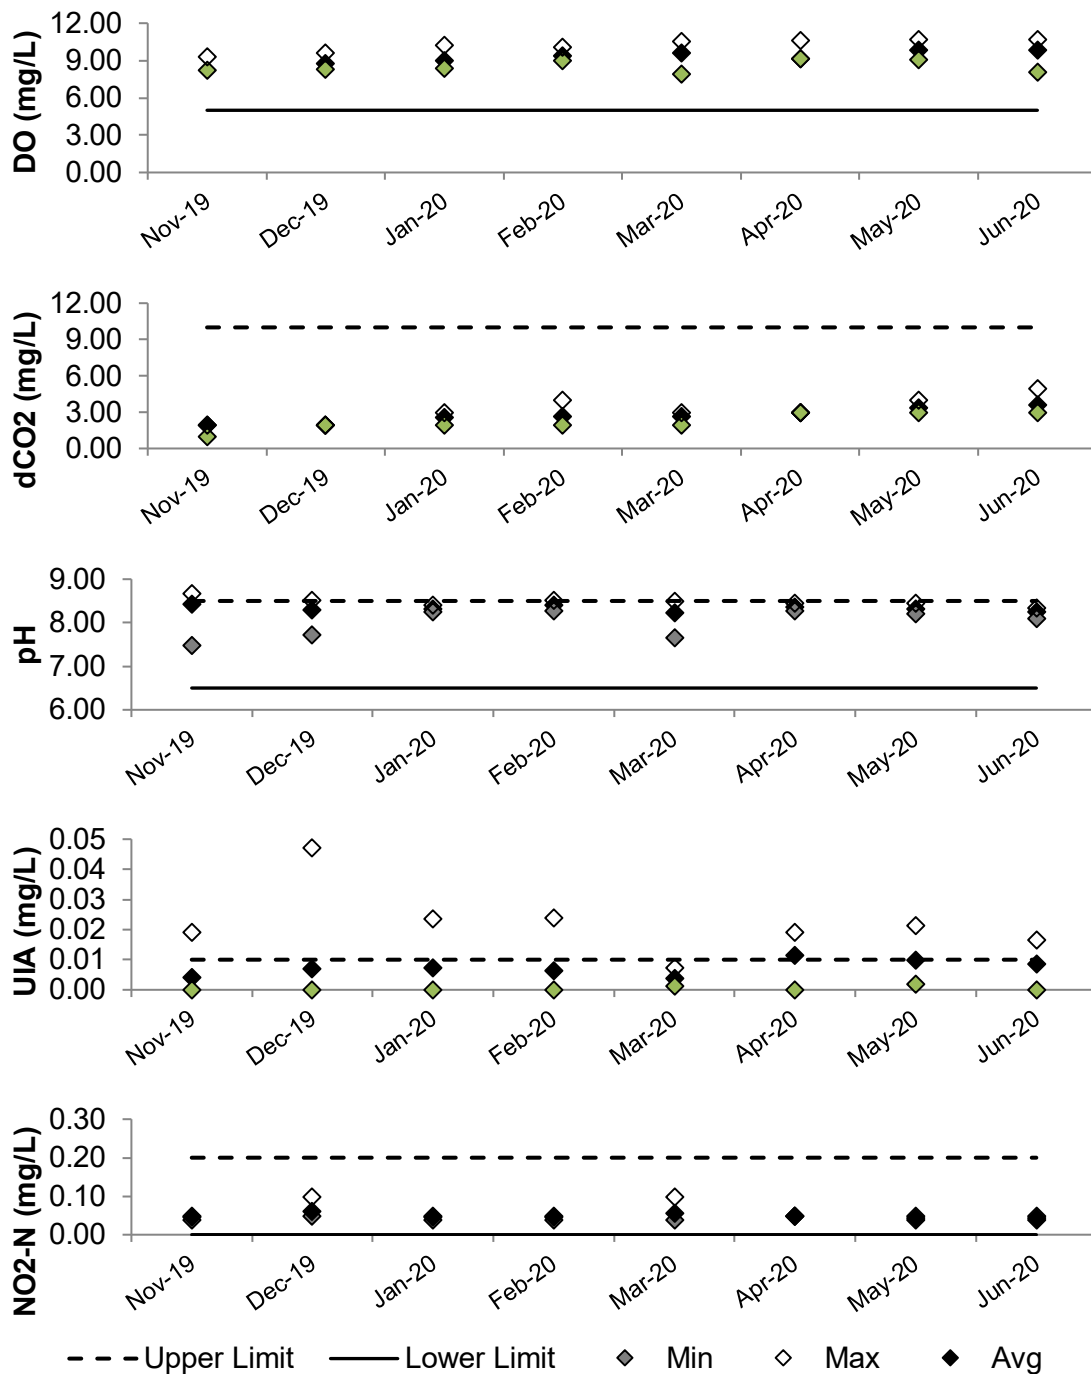 DO (mg/L)
12.00
9.00
6.00
3.00
0.00
Nov-19 Dec-19 Jan-20 Feb-20 Mar-20 Apr-20 May-20 Jun-20
dCO2 (mg/L)
12.00
9.00
6.00
3.00
0.00
Nov-19 Dec-19 Jan-20 Feb-20 Mar-20 Apr-20 May-20 Jun-20
pH
9.00
8.00
7.00
6.00
Nov-19 Dec-19 Jan-20 Feb-20 Mar-20 Apr-20 May-20 Jun-20
UIA (mg/L)
0.05
0.04
0.03
0.02
0.01
0.00
Nov-19 Dec-19 Jan-20 Feb-20 Mar-20 Apr-20 May-20 Jun-20
NO2-N (mg/L)
0.30
0.20
0.10
0.00
Nov-19 Dec-19 Jan-20 Feb-20 Mar-20 Apr-20 May-20 Jun-20
Upper Limit Lower Limit Min Max Avg